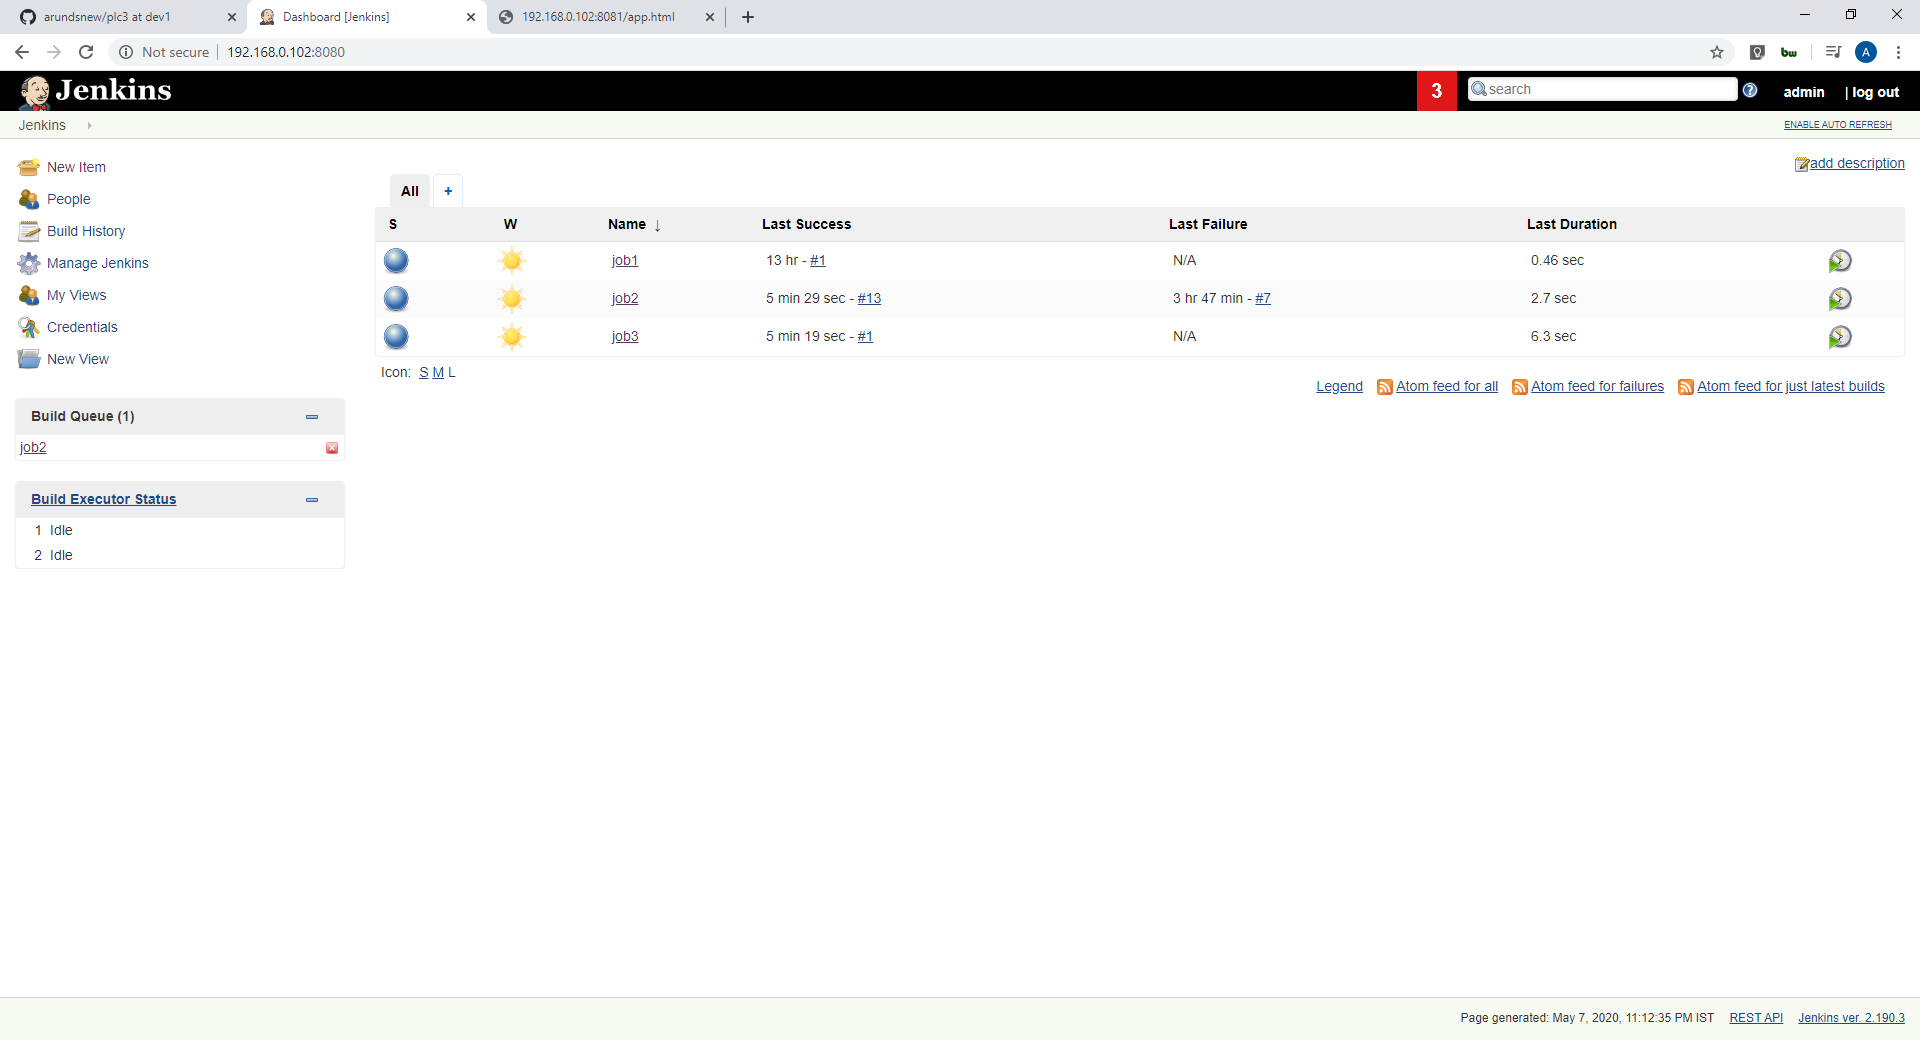 arundsnew/plc3 at dev1
Dashboard [Jenkins]
192.168.0.102:8081/app.html
Not secure
192.168.0.102:8080
bw
A
Jenkins
3
search
admin
| log out
Jenkins
ENABLE AUTO REFRESH
New Item
People
Build History
Manage Jenkins
My Views
Credentials
New View
add description
All
+
S W Name ↓ Last Success Last Failure Last Duration
job1 13 hr - #1 N/A 0.46 sec
job2 5 min 29 sec - #13 3 hr 47 min - #7 2.7 sec
job3 5 min 19 sec - #1 N/A 6.3 sec
Icon: S M L
Legend Atom feed for all Atom feed for failures Atom feed for just latest builds
Build Queue (1)
job2
Build Executor Status
1 Idle
2 Idle
Page generated: May 7, 2020, 11:12:35 PM IST REST API Jenkins ver. 2.190.3